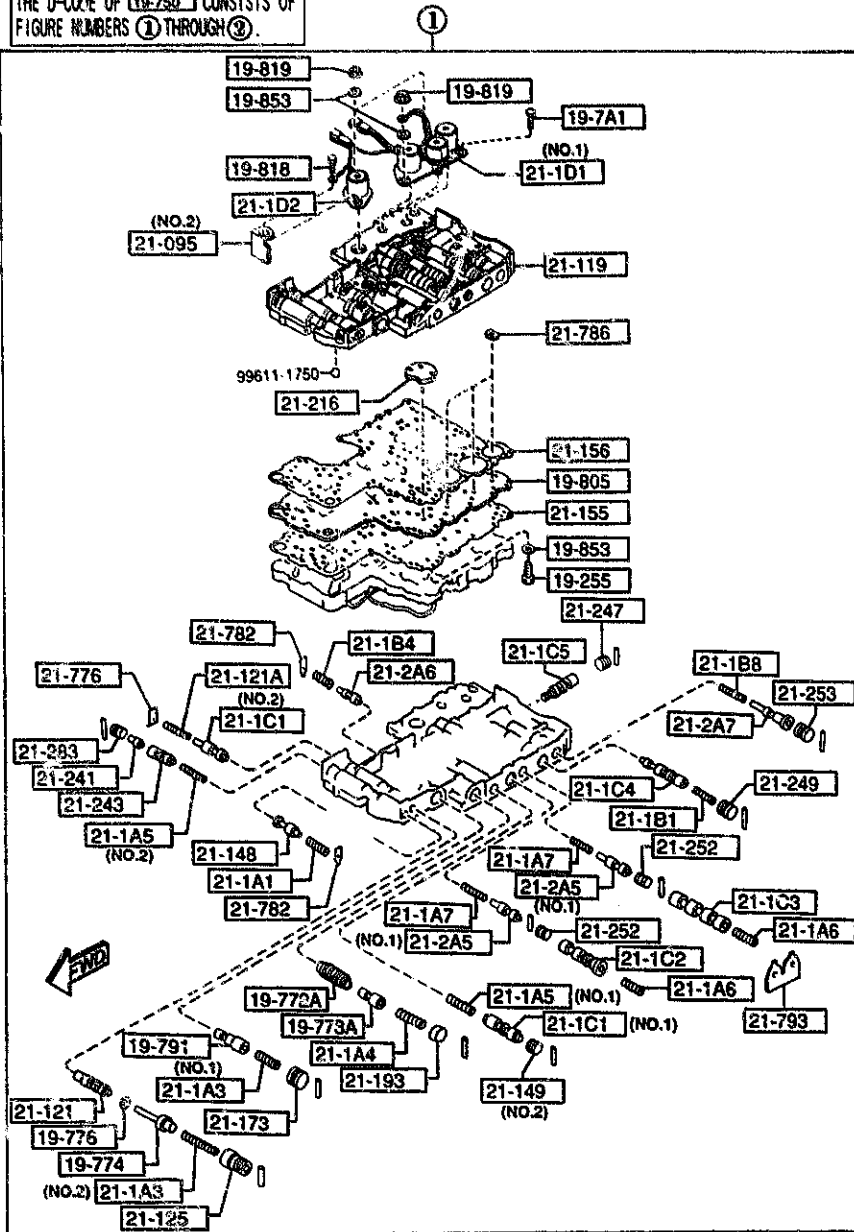 THE D-CODE OF 19-750 CONSISTS OF
FIGURE NUMBERS ① THROUGH ②.
①
19-819
19-853
19-819
19-7A1
19-818
(NO.1)
21-1D1
21-1D2
(NO.2)
21-095
21-119
21-786
99611-1750
21-216
21-156
19-805
21-155
19-853
19-255
21-247
21-782
21-1B4
21-1C5
21-2A6
21-1B8
21-776
21-121A
(NO.2)
21-1C1
21-253
21-2A7
21-283
21-241
21-243
21-1C4
21-249
21-1B1
21-1A5
(NO.2)
21-148
21-1A7
21-252
21-1A1
21-2A5
(NO.1)
21-1C3
21-782
21-1A7
(NO.1) 21-2A5
21-252
21-1A6
21-1C2
FWD
19-772A
21-1A5 (NO.1)
21-1A6
19-773A
21-1C1 (NO.1)
21-793
19-791
(NO.1)
21-1A4
21-1A3
21-193
21-149
(NO.2)
21-121
21-173
19-776
19-774
(NO.2) 21-1A3
21-125